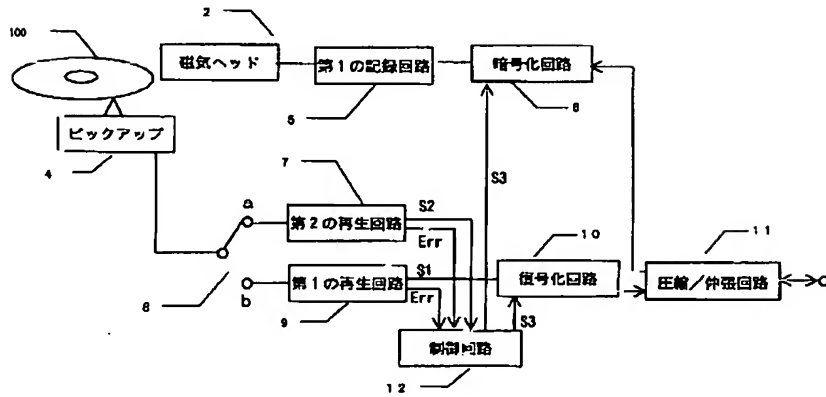 100
2
磁気ヘッド
第1の記録回路
暗号化回路
5
6
ピックアップ
4
7
a
第2の再生回路
S2
Err
S3
10
11
8
b
第1の再生回路
S1
Err
復号化回路
圧縮/伸張回路
9
S3
制御回路
12